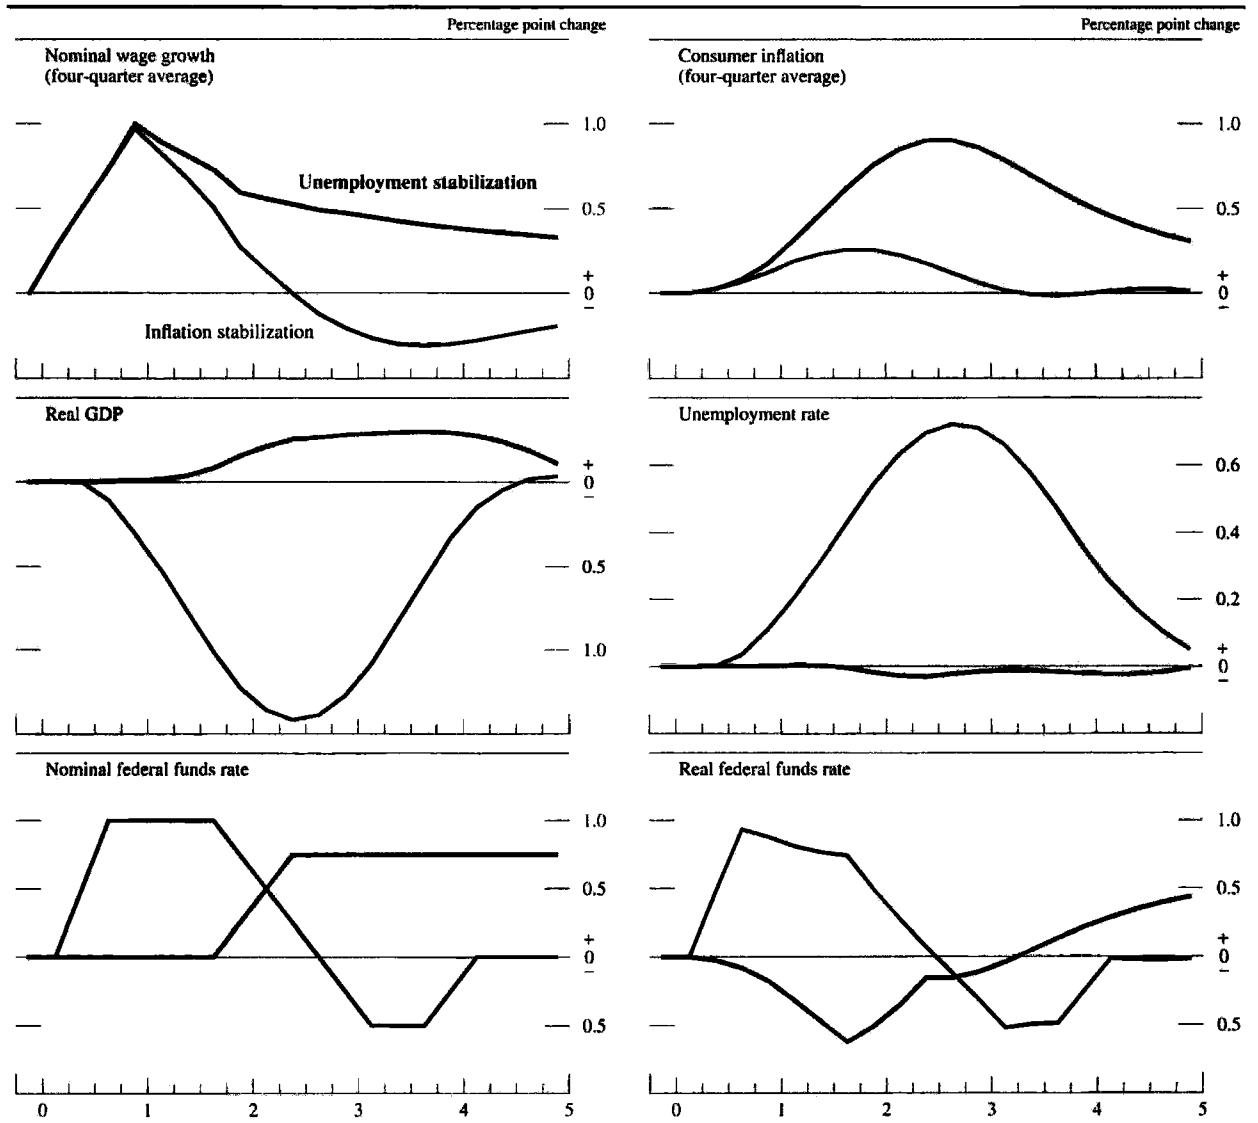 Percentage point change
Percentage point change
Nominal wage growth
(four-quarter average)
1.0
Unemployment stabilization
0.5
+
0
−
Inflation stabilization
Consumer inflation
(four-quarter average)
1.0
0.5
+
0
−
Real GDP
+
0
−
0.5
1.0
Unemployment rate
0.6
0.4
0.2
+
0
−
Nominal federal funds rate
1.0
0.5
+
0
−
0.5
0 1 2 3 4 5
Real federal funds rate
1.0
0.5
+
0
−
0.5
0 1 2 3 4 5